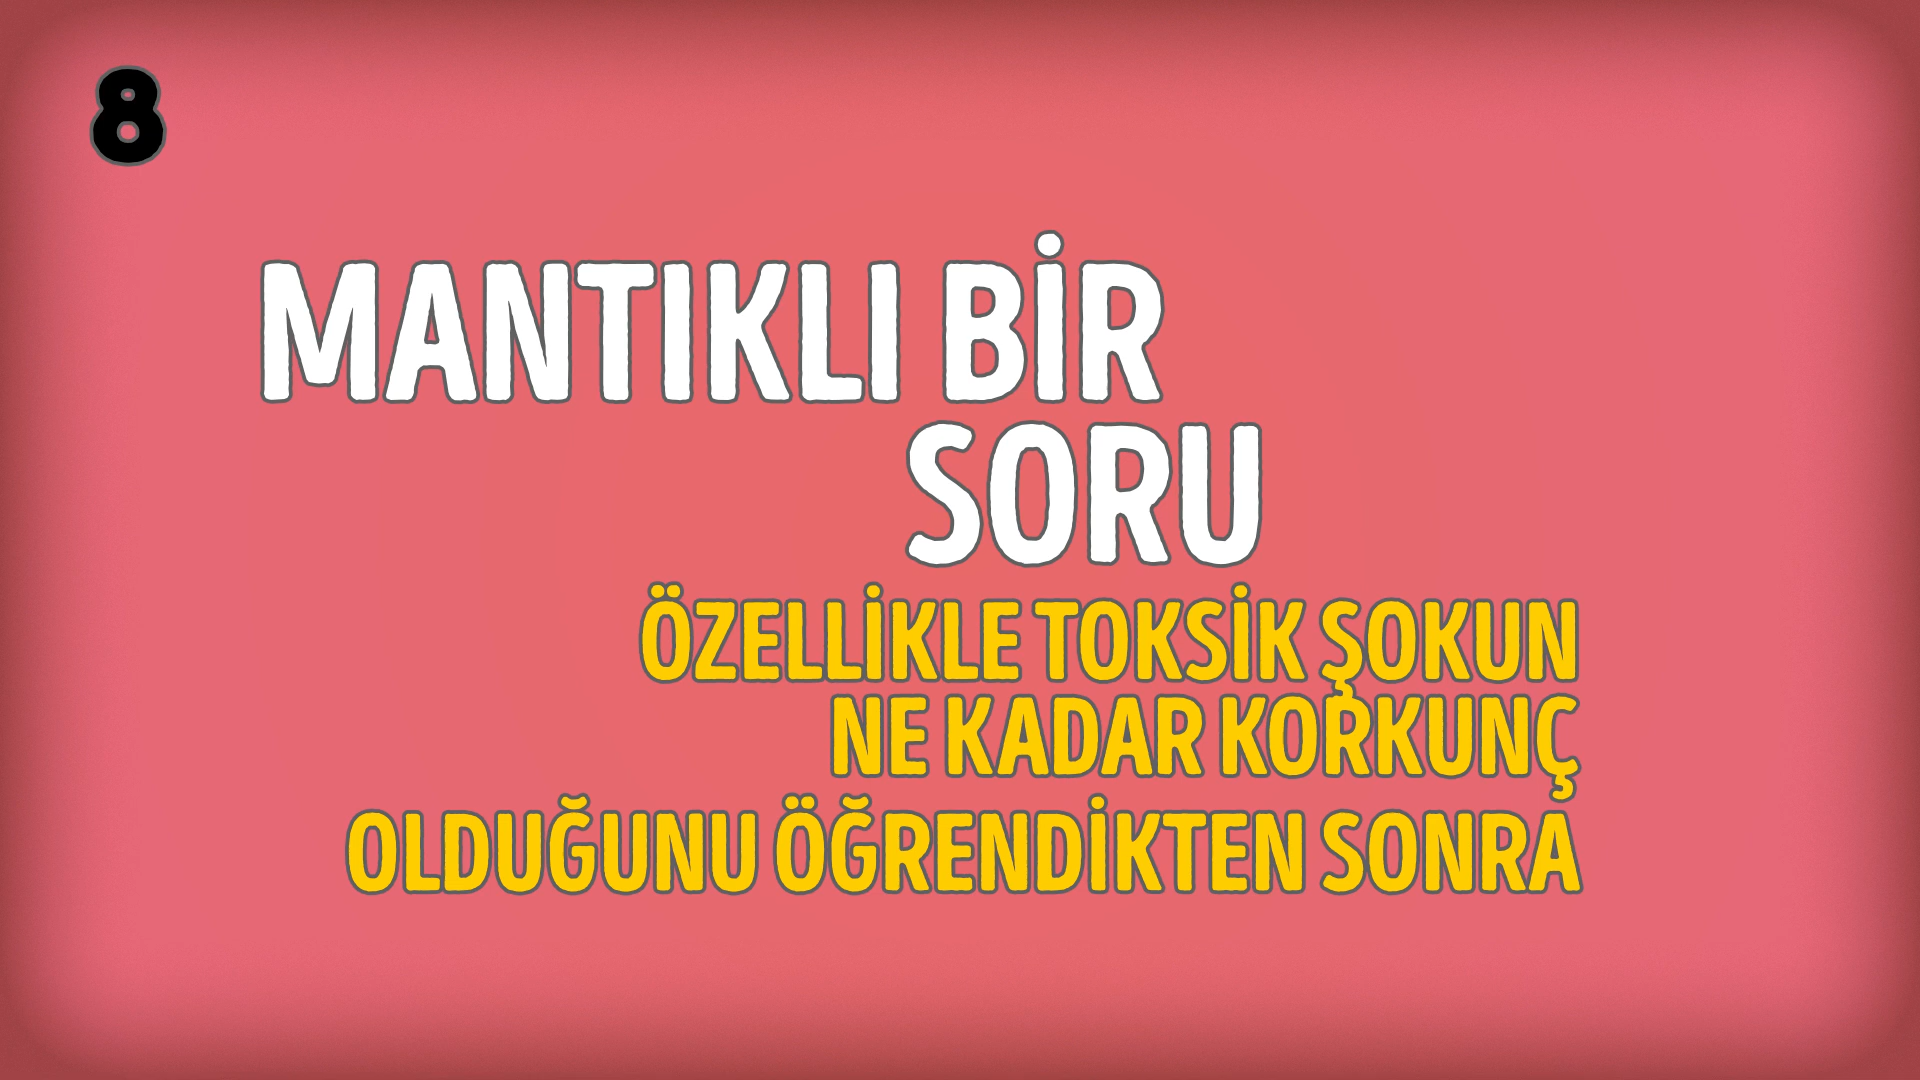 8
MANTIKLI BİR
SORU
ÖZELLİKLE TOKSİK ŞOKUN
NE KADAR KORKUNÇ
OLDUĞUNU ÖĞRENDİKTEN SONRA